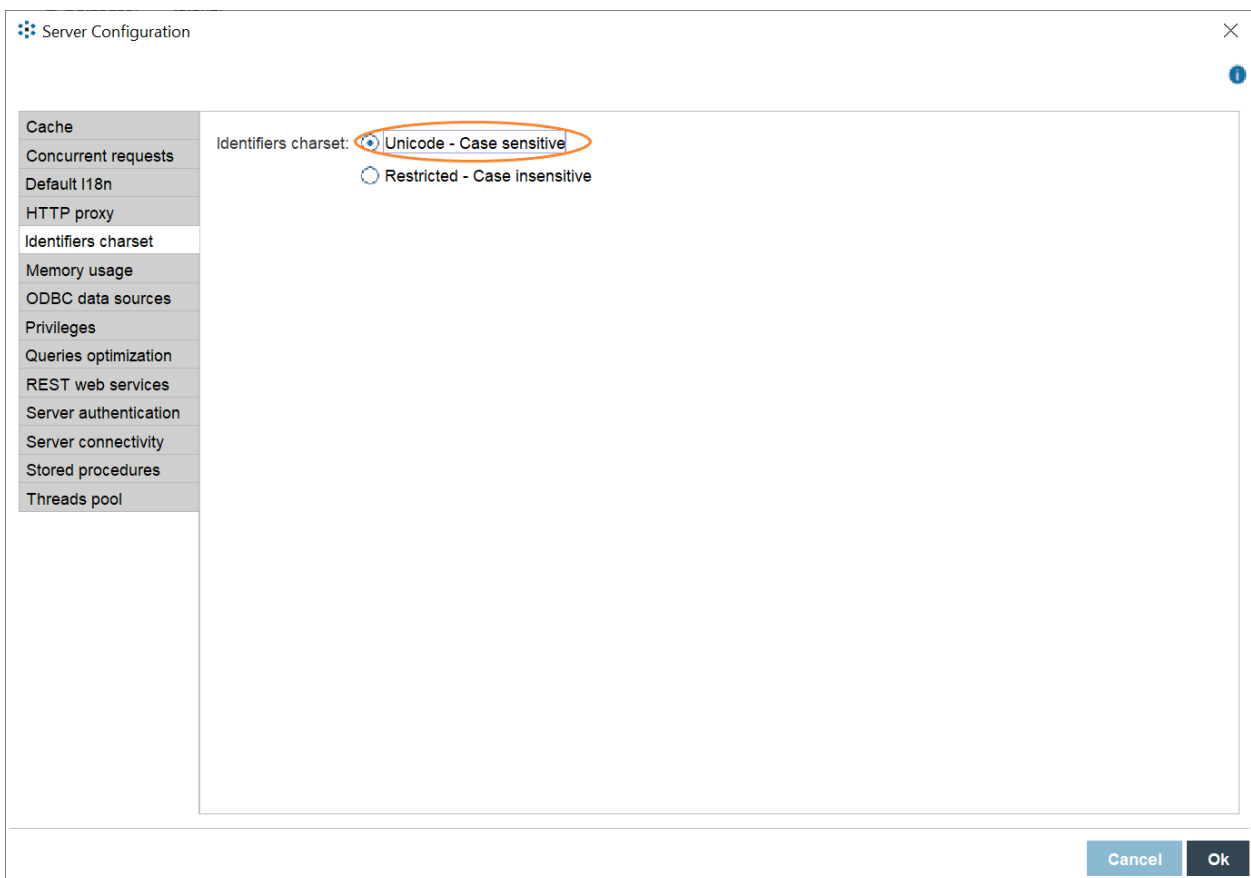 Server Configuration
Cache
Concurrent requests
Default I18n
HTTP proxy
Identifiers charset
Memory usage
ODBC data sources
Privileges
Queries optimization
REST web services
Server authentication
Server connectivity
Stored procedures
Threads pool
Identifiers charset: Unicode - Case sensitive
Restricted - Case insensitive
Cancel Ok